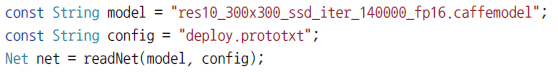 const String model = "res10_300x300_ssd_iter_140000_fp16.caffemodel";
const String config = "deploy.prototxt";
Net net = readNet(model, config);